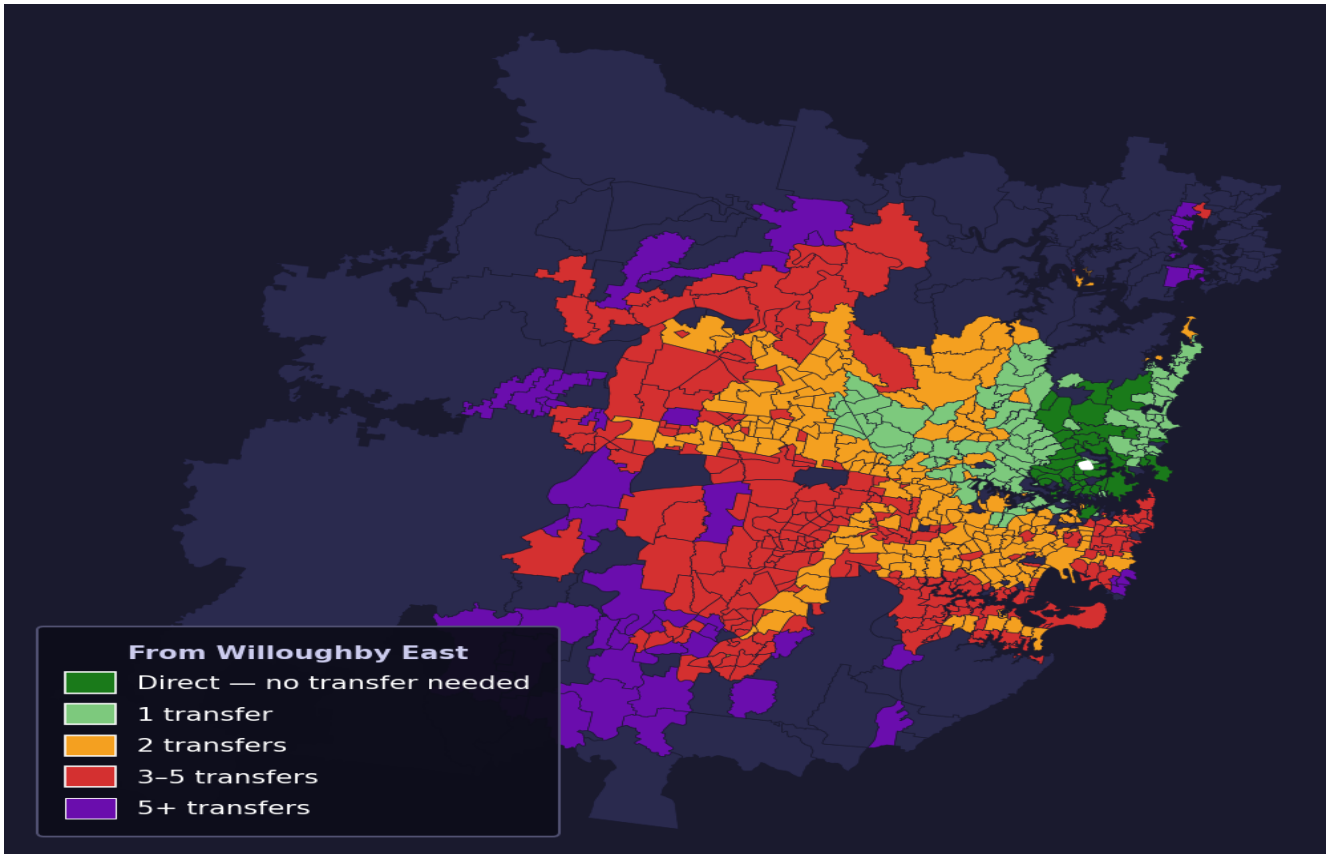 From Willoughby East
Direct — no transfer needed
1 transfer
2 transfers
3–5 transfers
5+ transfers